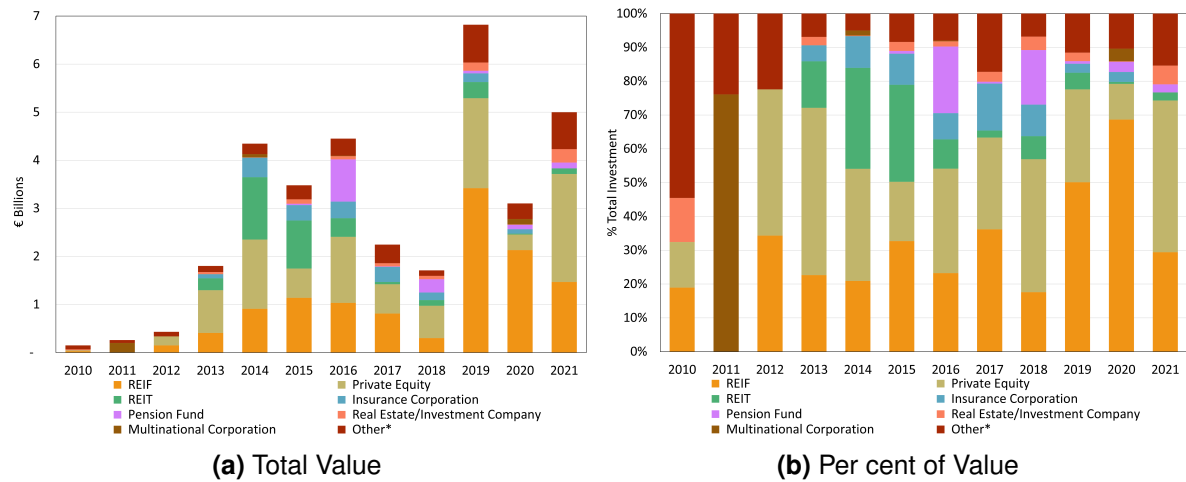 7
6
5
4
3
2
1
-
€ Billions
2010 2011 2012 2013 2014 2015 2016 2017 2018 2019 2020 2021
REIF Private Equity
REIT Insurance Corporation
Pension Fund Real Estate/Investment Company
Multinational Corporation Other*
(a) Total Value
100%
90%
80%
70%
60%
50%
40%
30%
20%
10%
0%
% Total Investment
2010 2011 2012 2013 2014 2015 2016 2017 2018 2019 2020 2021
REIF Private Equity
REIT Insurance Corporation
Pension Fund Real Estate/Investment Company
Multinational Corporation Other*
(b) Per cent of Value